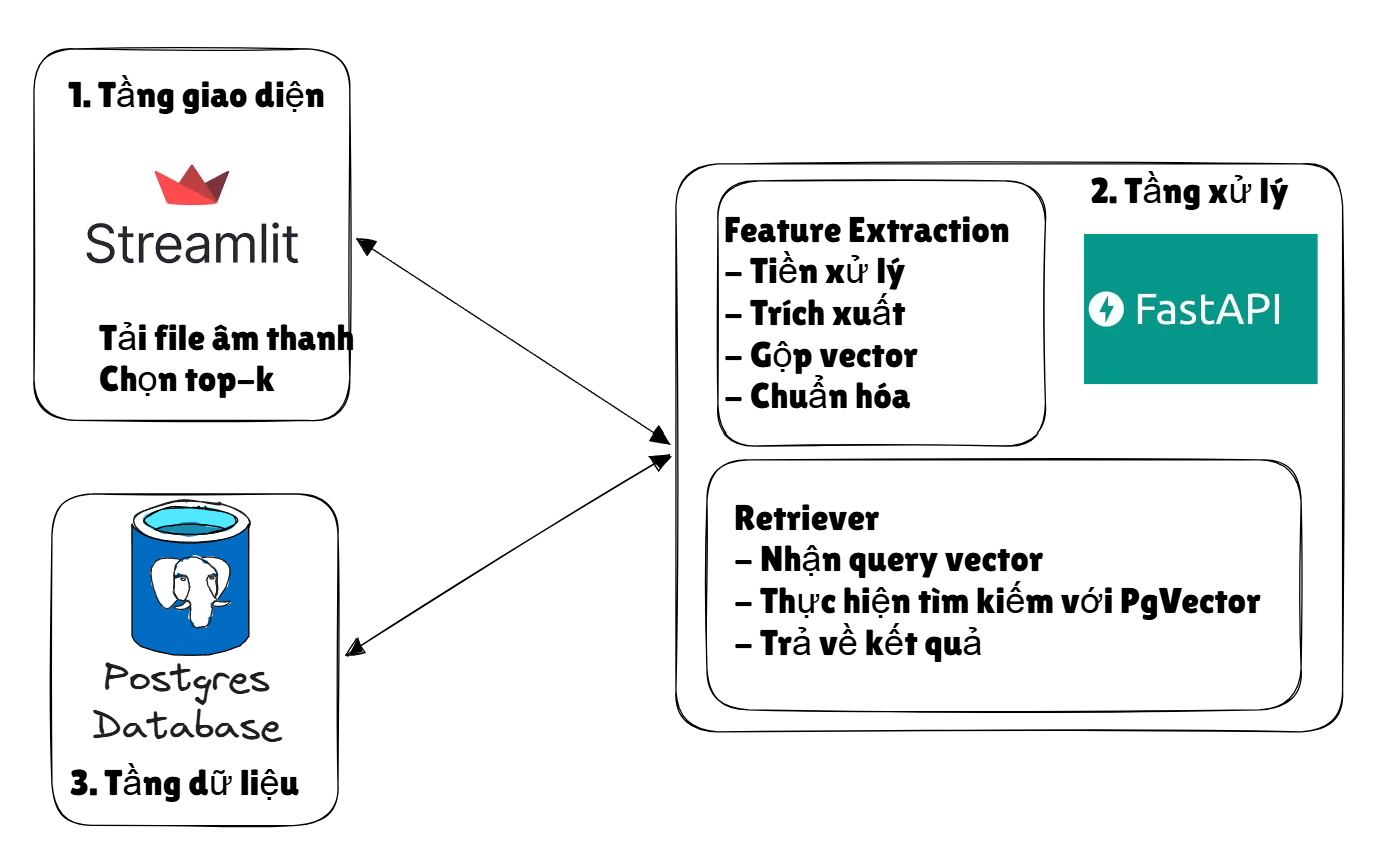 1. Tầng giao diện
Streamlit
Tải file âm thanh
Chọn top-k
2. Tầng xử lý
FastAPI
Feature Extraction
- Tiền xử lý
- Trích xuất
- Gộp vector
- Chuẩn hóa
Retriever
- Nhận query vector
- Thực hiện tìm kiếm với PgVector
- Trả về kết quả
Postgres
Database
3. Tầng dữ liệu